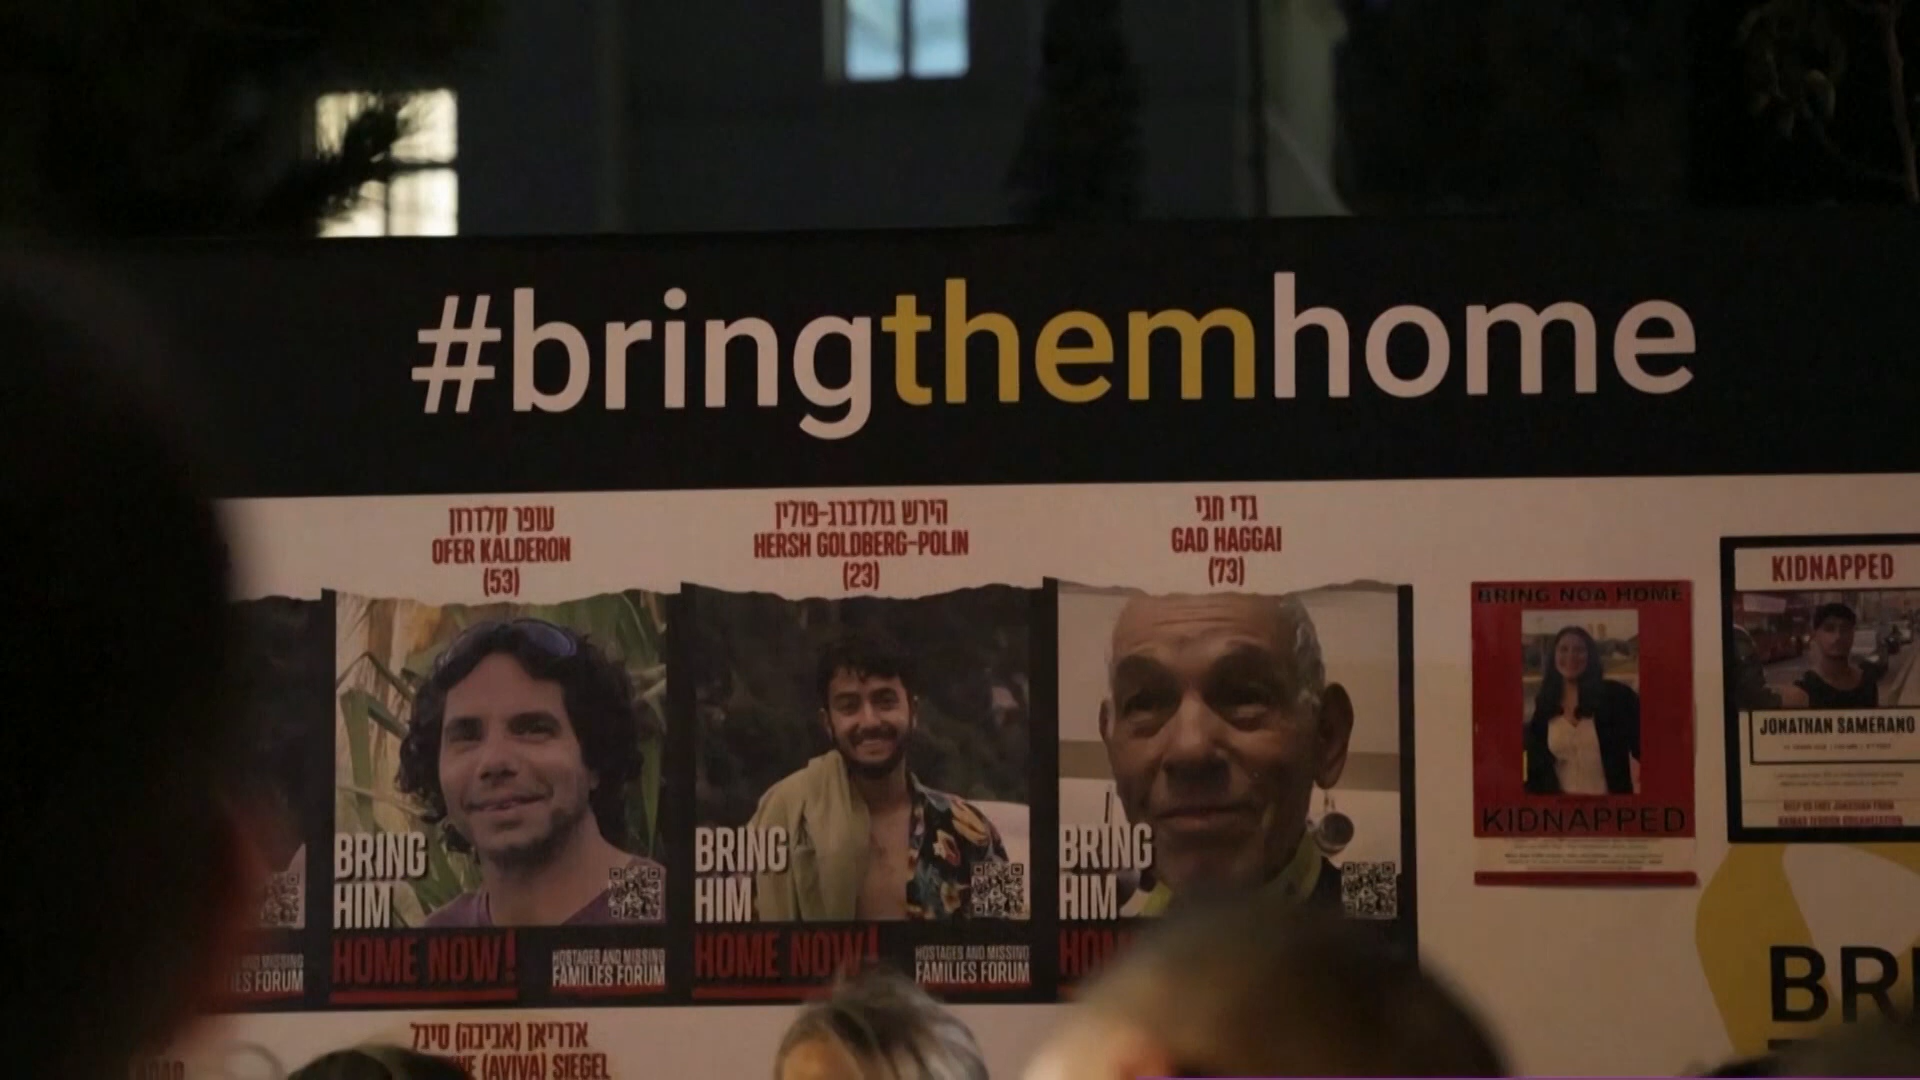 #bringthemhome
עופר קלדרון
OFER KALDERON
(53)
BRING
HIM
HOME NOW!
HOSTAGES AND MISSING
FAMILIES FORUM
הירש גולדברג-פולין
HERSH GOLDBERG-POLIN
(23)
BRING
HIM
HOME NOW!
HOSTAGES AND MISSING
FAMILIES FORUM
גדי חגי
GAD HAGGAI
(73)
BRING
HIM
BRING NOA HOME
KIDNAPPED
KIDNAPPED
JONATHAN SAMERANO
אדריאן (אביבה) סיגל
(AVIVA) SIEGEL
AND MISSING
FORUM